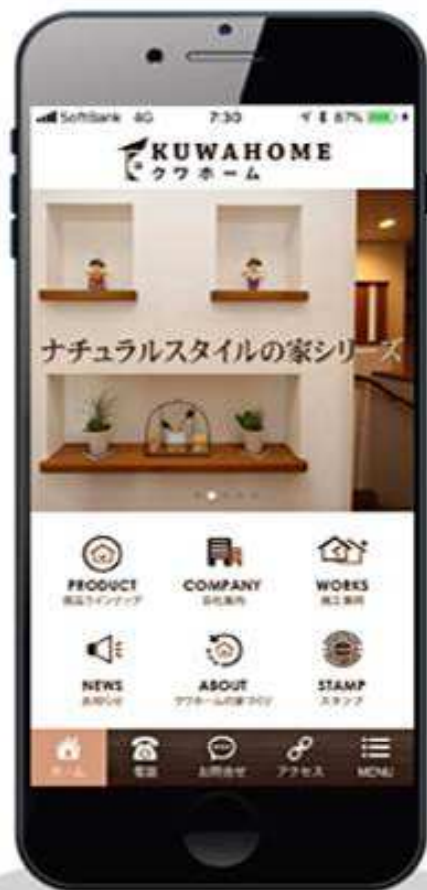 SoftBank 4G 7:30 87%
KUWAHOME
クワホーム
ナチュラルスタイルの家シリーズ
PRODUCT COMPANY WORKS
商品ラインナップ 会社案内 施工事例
NEWS ABOUT STAMP
お知らせ クワホームの家づくり スタンプ
ホーム 電話 お問合せ アクセス MENU